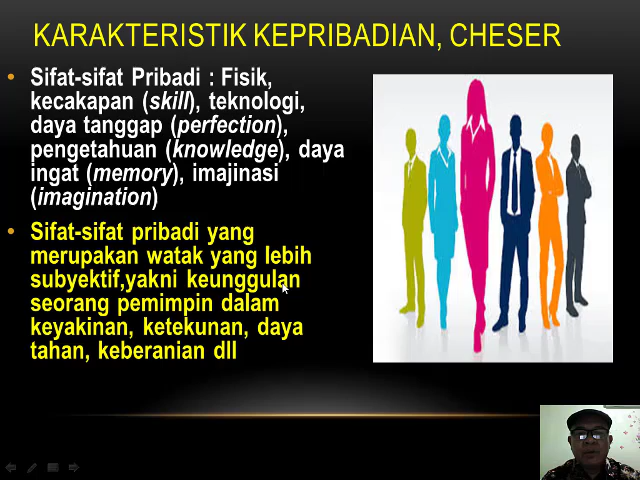 KARAKTERISTIK KEPRIBADIAN, CHESER
• Sifat-sifat Pribadi : Fisik,
kecakapan (skill), teknologi,
daya tanggap (perfection),
pengetahuan (knowledge), daya
ingat (memory), imajinasi
(imagination)
• Sifat-sifat pribadi yang
merupakan watak yang lebih
subyektif,yakni keunggulan
seorang pemimpin dalam
keyakinan, ketekunan, daya
tahan, keberanian dll